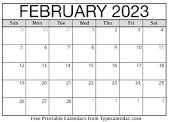 FEBRUARY 2023
SUN MON TUE WED THU FRI SAT
29 30 31 1 2 3 4
5 6 7 8 9 10 11
12 13 14 15 16 17 18
19 20 21 22 23 24 25
26 27 28 1 2 3 4
Free Printable Calendars from Typecalendar.com